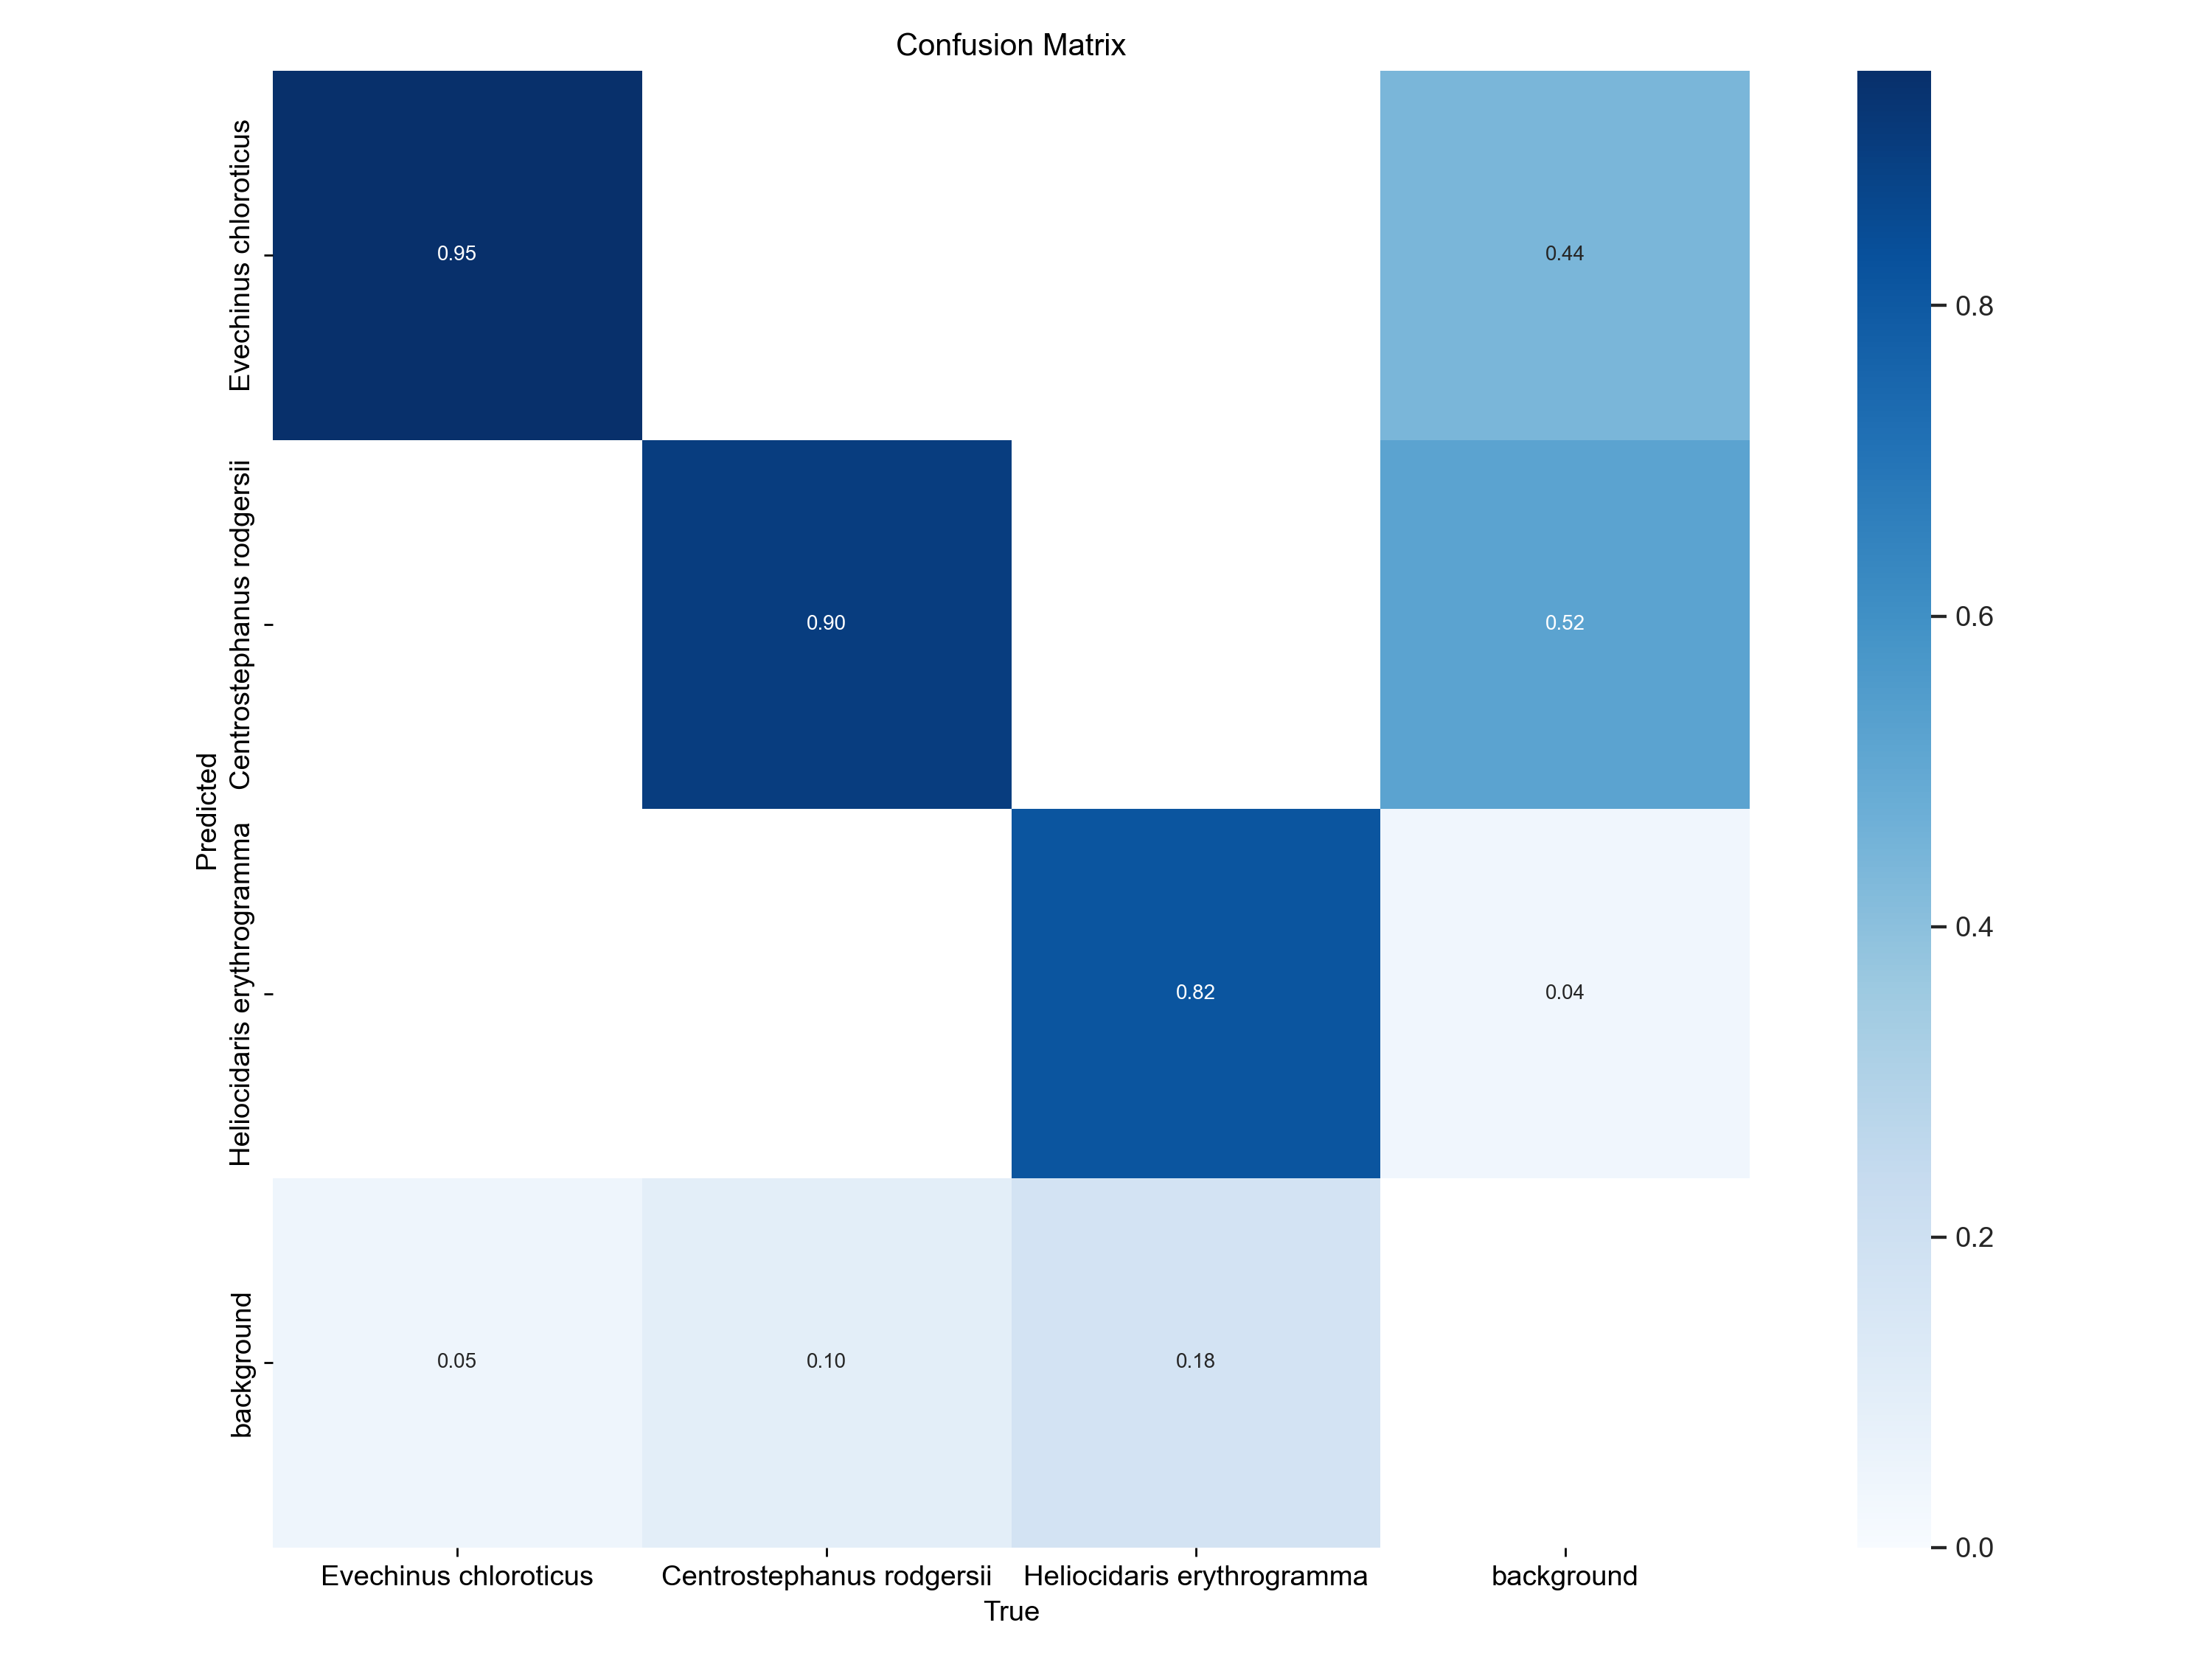 Confusion Matrix
Evechinus chloroticus
Centrostephanus rodgersii
Heliocidaris erythrogramma
background
Predicted
0.95
0.44
0.90
0.52
0.82
0.04
0.05
0.10
0.18
0.8
0.6
0.4
0.2
0.0
Evechinus chloroticus
Centrostephanus rodgersii
Heliocidaris erythrogramma
background
True